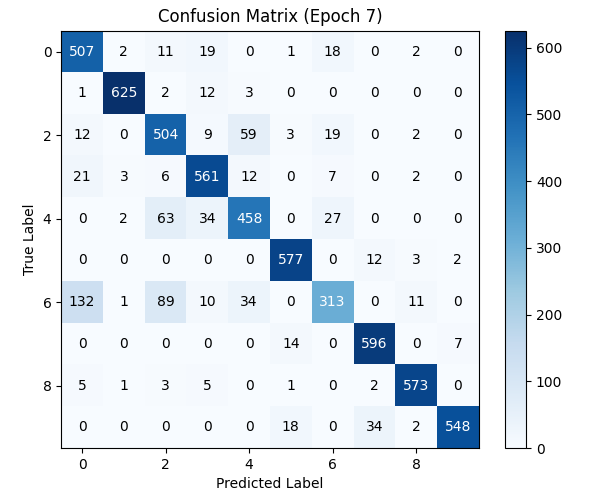 Confusion Matrix (Epoch 7)
0 507 2 11 19 0 1 18 0 2 0
1 625 2 12 3 0 0 0 0 0
2 12 0 504 9 59 3 19 0 2 0
21 3 6 561 12 0 7 0 2 0
4 0 2 63 34 458 0 27 0 0 0
0 0 0 0 0 577 0 12 3 2
6 132 1 89 10 34 0 313 0 11 0
0 0 0 0 0 14 0 596 0 7
8 5 1 3 5 0 1 0 2 573 0
0 0 0 0 0 18 0 34 2 548
0 2 4 6 8
Predicted Label
True Label
600
500
400
300
200
100
0